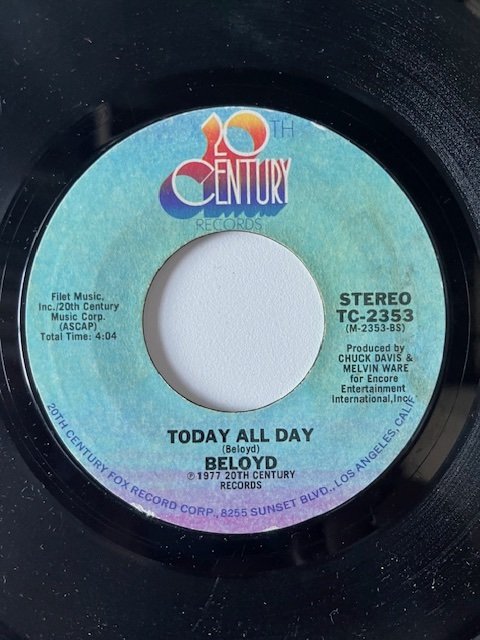 20TH
CENTURY
RECORDS
Filet Music,
Inc./20th Century
Music Corp.
(ASCAP)
Total Time: 4:04
STEREO
TC-2353
(M-2353-BS)
Produced by
CHUCK DAVIS &
MELVIN WARE
for Encore
Entertainment
International, Inc.
TODAY ALL DAY
(Beloyd)
BELOYD
℗ 1977 20TH CENTURY
RECORDS
20TH CENTURY FOX RECORD CORP., 8255 SUNSET BLVD., LOS ANGELES, CALIF